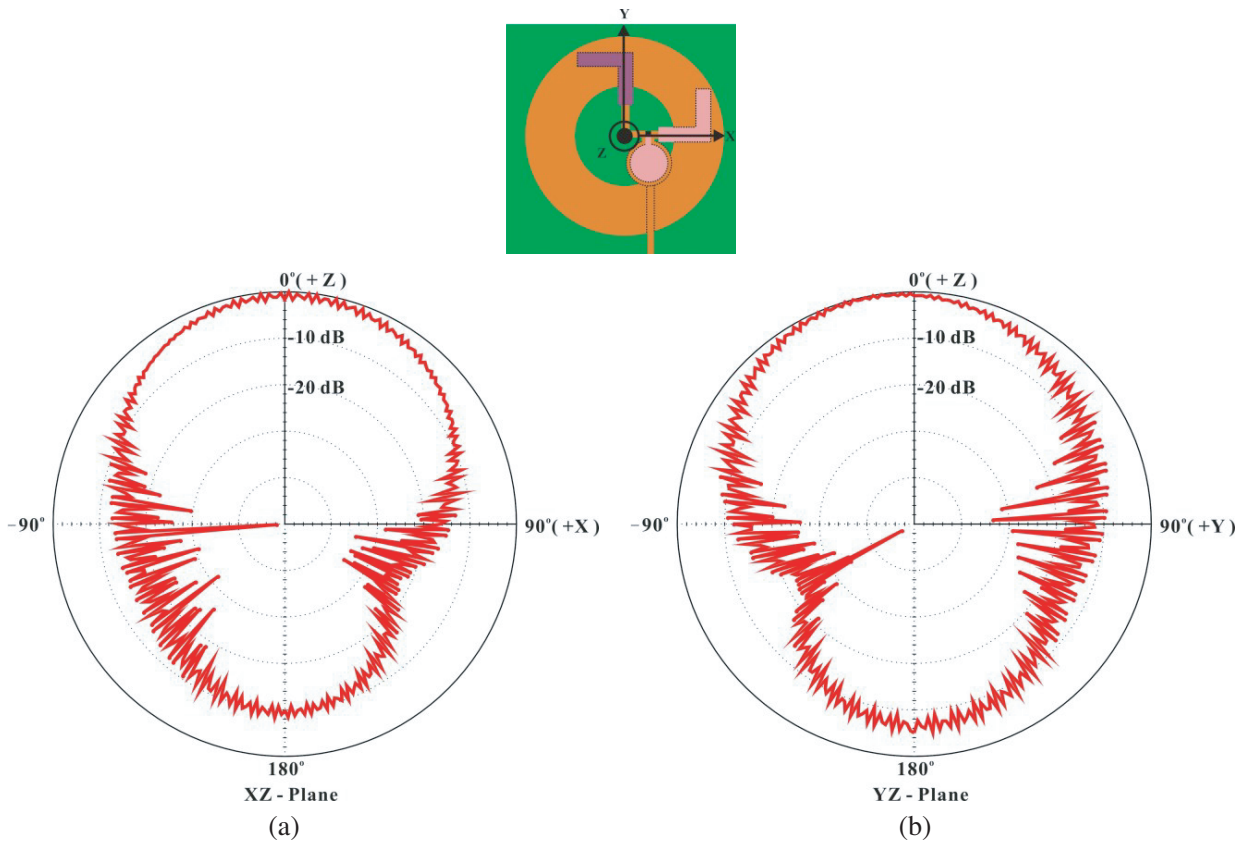 Y
X
Z
0°(+Z)
-10 dB
-20 dB
-90°
90°(+X)
180°
XZ - Plane
(a)
0°(+Z)
-10 dB
-20 dB
-90°
90°(+Y)
180°
YZ - Plane
(b)